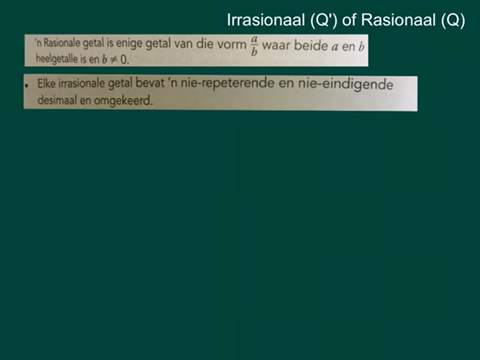 Irrasionaal (Q') of Rasionaal (Q)
'n Rasionale getal is enige getal van die vorm a/b waar beide a en b
heelgetalle is en b ≠ 0.
• Elke irrasionale getal bevat 'n nie-repeterende en nie-eindigende
desimaal en omgekeerd.